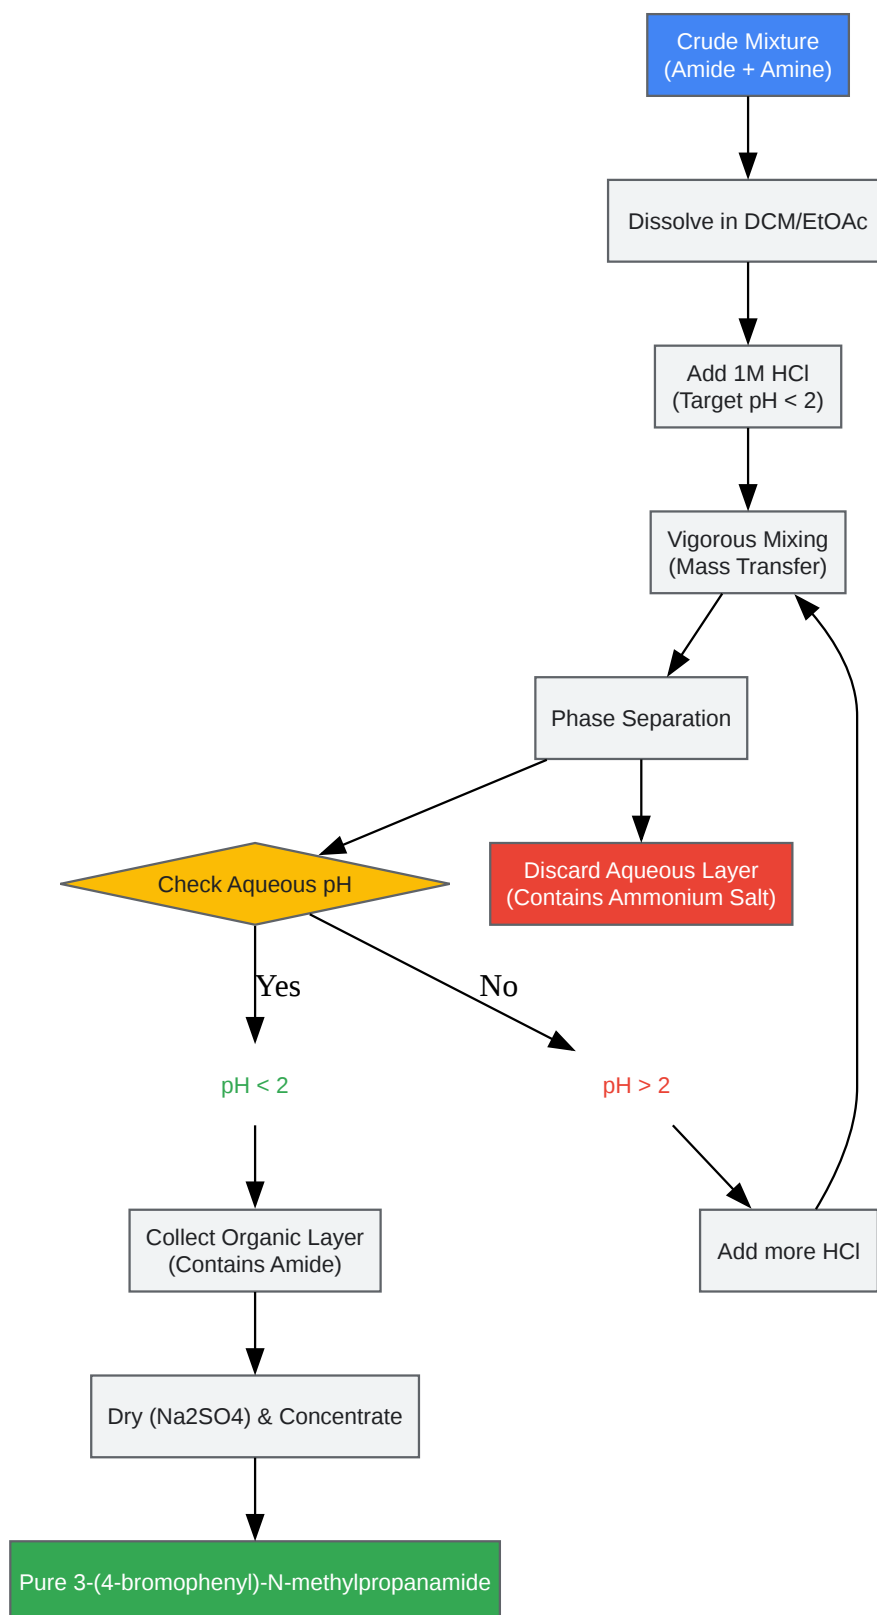 Crude Mixture
(Amide + Amine)
Dissolve in DCM/EtOAc
Add 1M HCl
(Target pH < 2)
Vigorous Mixing
(Mass Transfer)
Phase Separation
Check Aqueous pH
Discard Aqueous Layer
(Contains Ammonium Salt)
Yes
No
pH < 2
pH > 2
Collect Organic Layer
(Contains Amide)
Add more HCl
Dry (Na2SO4) & Concentrate
Pure 3-(4-bromophenyl)-N-methylpropanamide